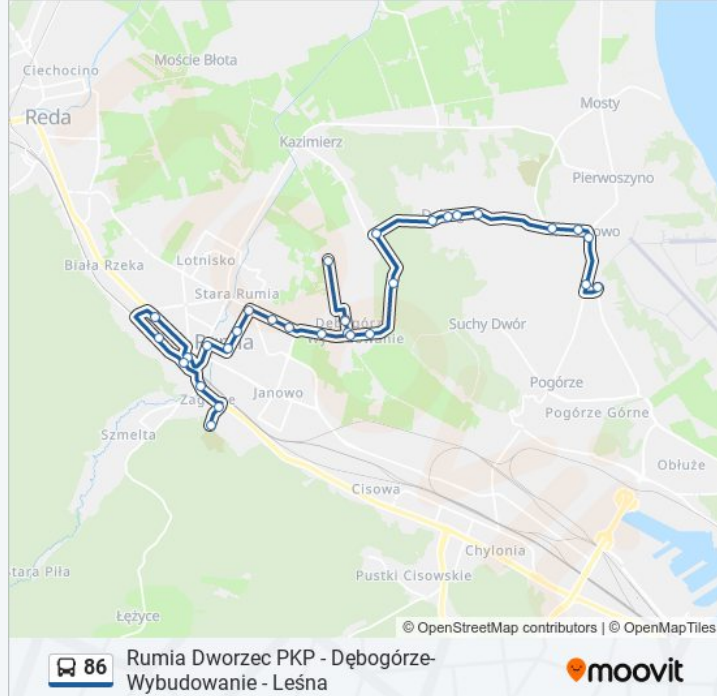 Ciechocino
Moście Błota
Reda
Mosty
Kazimierz
Pierwoszyno
Biała Rzeka
Lotnisko
Stara Rumia
Suchy Dwór
Janowo
Pogórze
Pogórze Górne
Szmelta
Obłuże
Cisowa
Chylonia
Pustki Cisowskie
Łężyce
© OpenStreetMap contributors | © OpenMapTiles
86
Rumia Dworzec PKP - Dębogórze-
Wybudowanie - Leśna
moovit